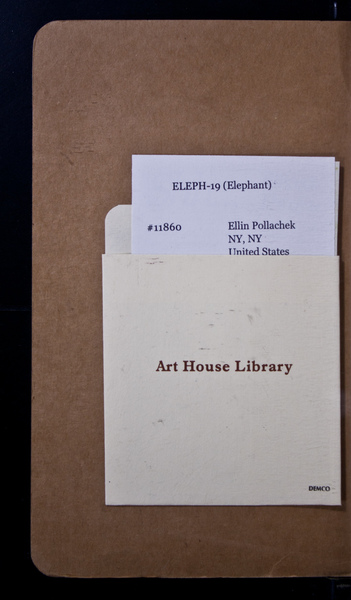 ELEPH-19 (Elephant)
#11860 Ellin Pollachek
NY, NY
United States
Art House Library
DEMCO